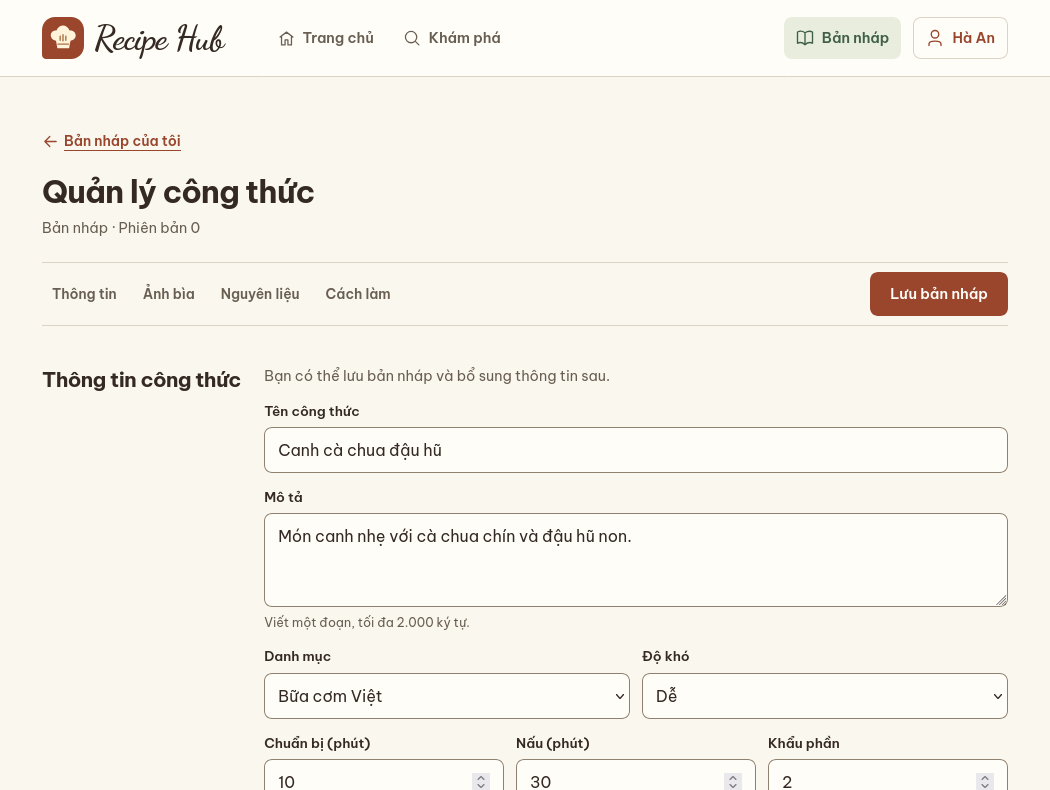 Recipe Hub
Trang chủ
Khám phá
Bản nháp
Hà An
Bản nháp của tôi
Quản lý công thức
Bản nháp · Phiên bản 0
Thông tin
Ảnh bìa
Nguyên liệu
Cách làm
Lưu bản nháp
Thông tin công thức
Bạn có thể lưu bản nháp và bổ sung thông tin sau.
Tên công thức
Canh cà chua đậu hũ
Mô tả
Món canh nhẹ với cà chua chín và đậu hũ non.
Viết một đoạn, tối đa 2.000 ký tự.
Danh mục
Độ khó
Bữa cơm Việt
Dễ
Chuẩn bị (phút)
Nấu (phút)
Khẩu phần
10
30
2